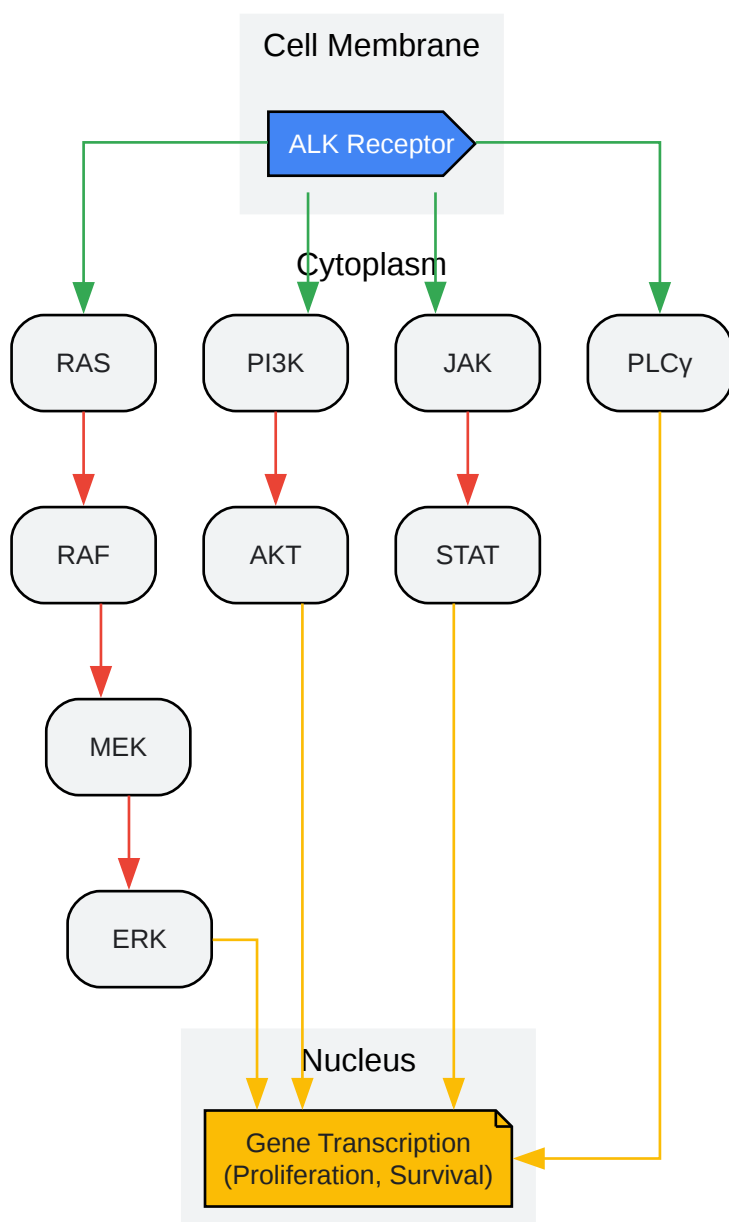 Cell Membrane
ALK Receptor
Cytoplasm
RAS
PI3K
JAK
PLCγ
RAF
AKT
STAT
MEK
ERK
Nucleus
Gene Transcription
(Proliferation, Survival)